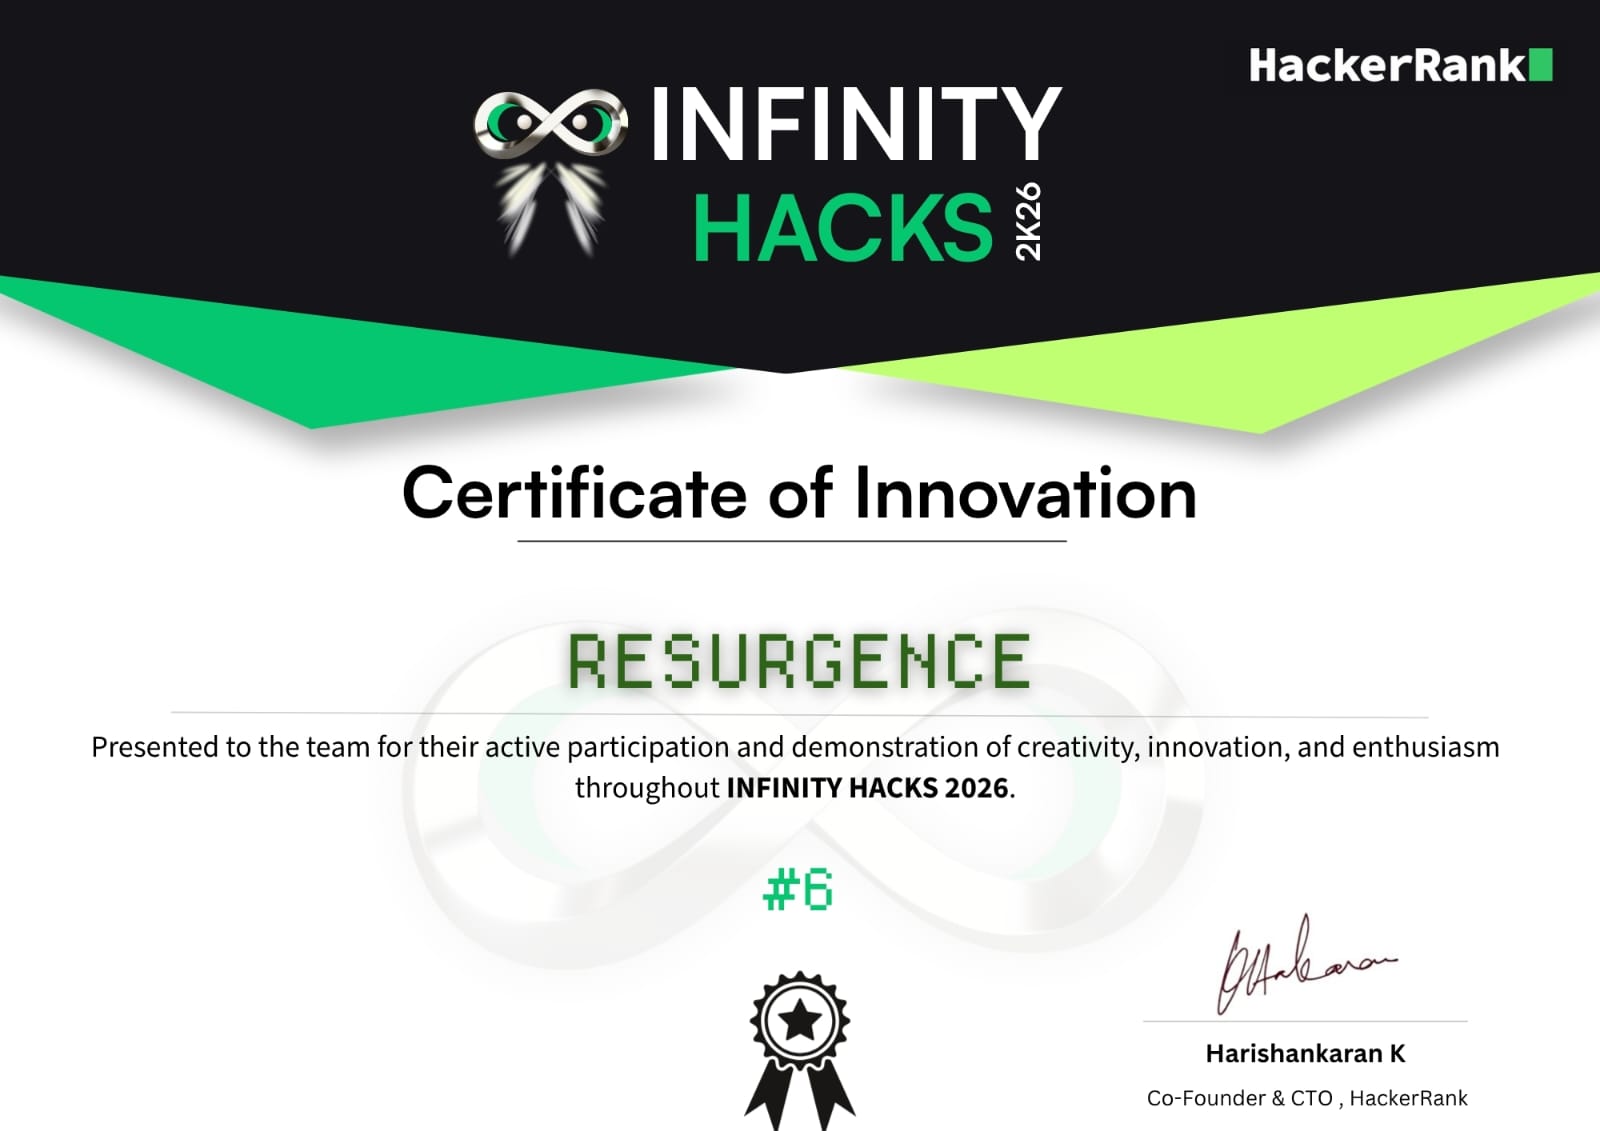 HackerRank
INFINITY
HACKS 2K26
Certificate of Innovation
RESURGENCE
Presented to the team for their active participation and demonstration of creativity, innovation, and enthusiasm
throughout INFINITY HACKS 2026.
#6
Harishankaran K
Co-Founder & CTO , HackerRank